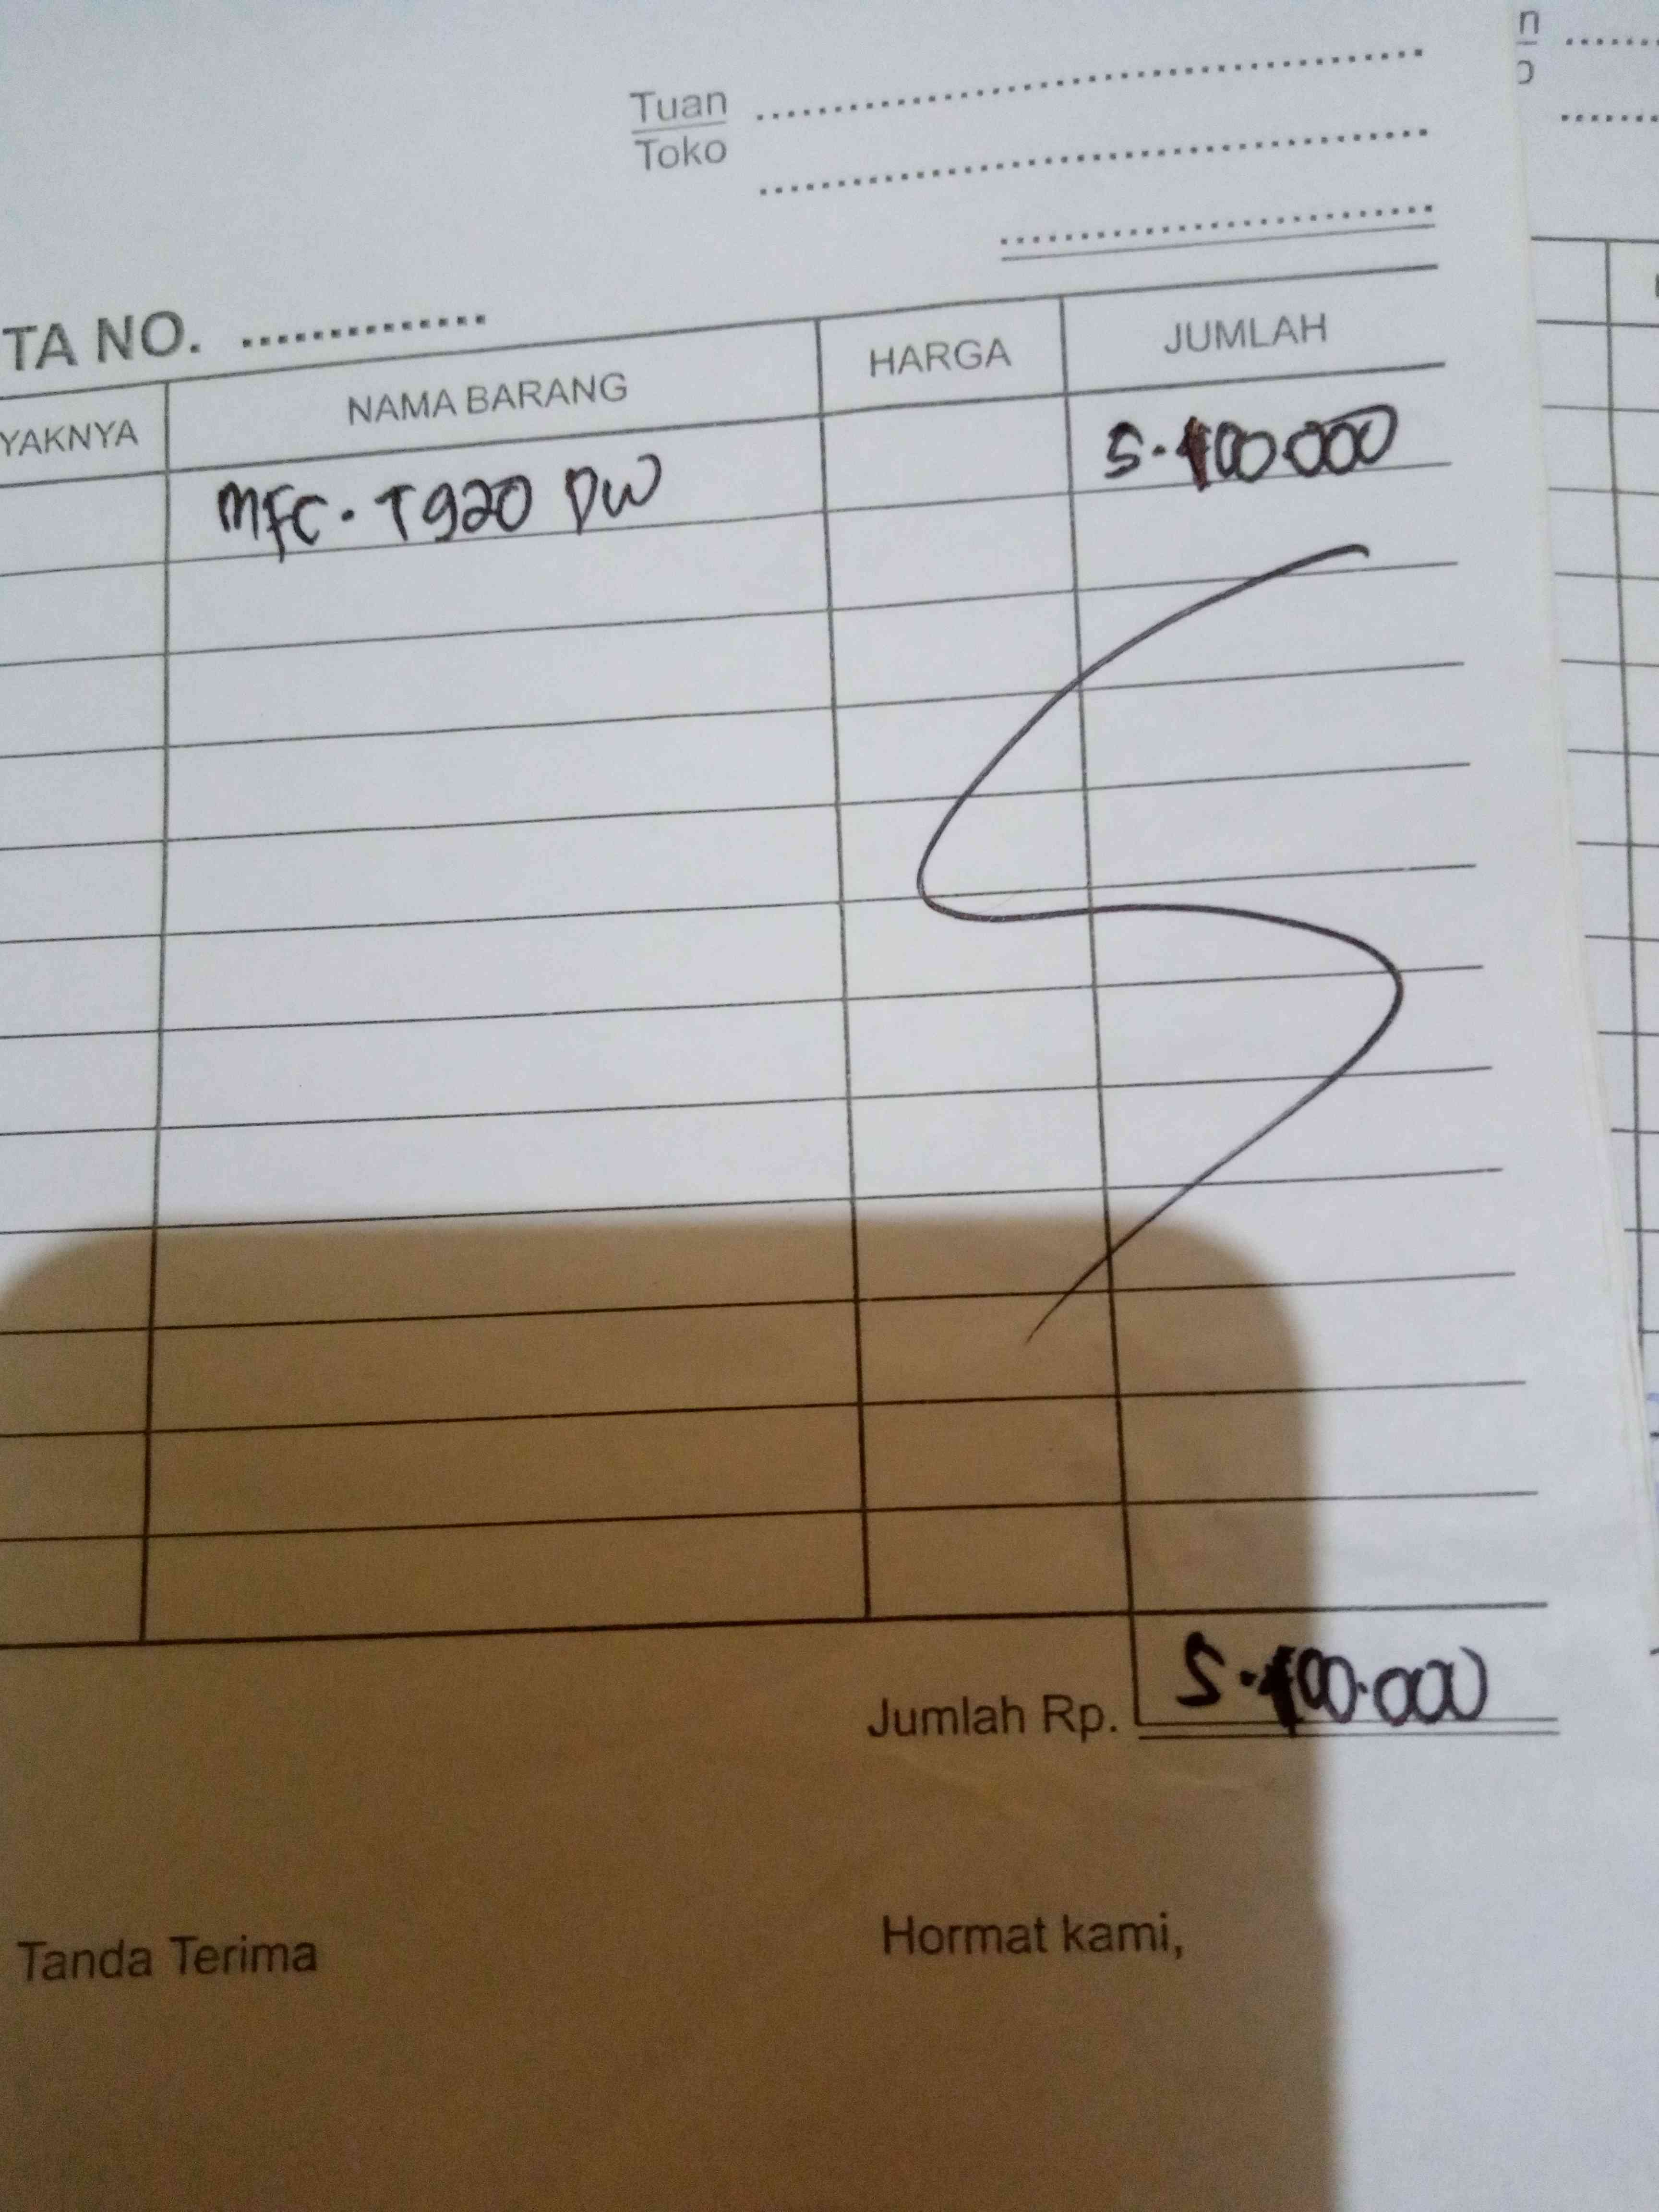 Tuan
Toko
TA NO.
YAKNYA NAMA BARANG HARGA JUMLAH
MFC. T920 DW 5.100.000
Jumlah Rp. 5.100.000
Tanda Terima Hormat kami,